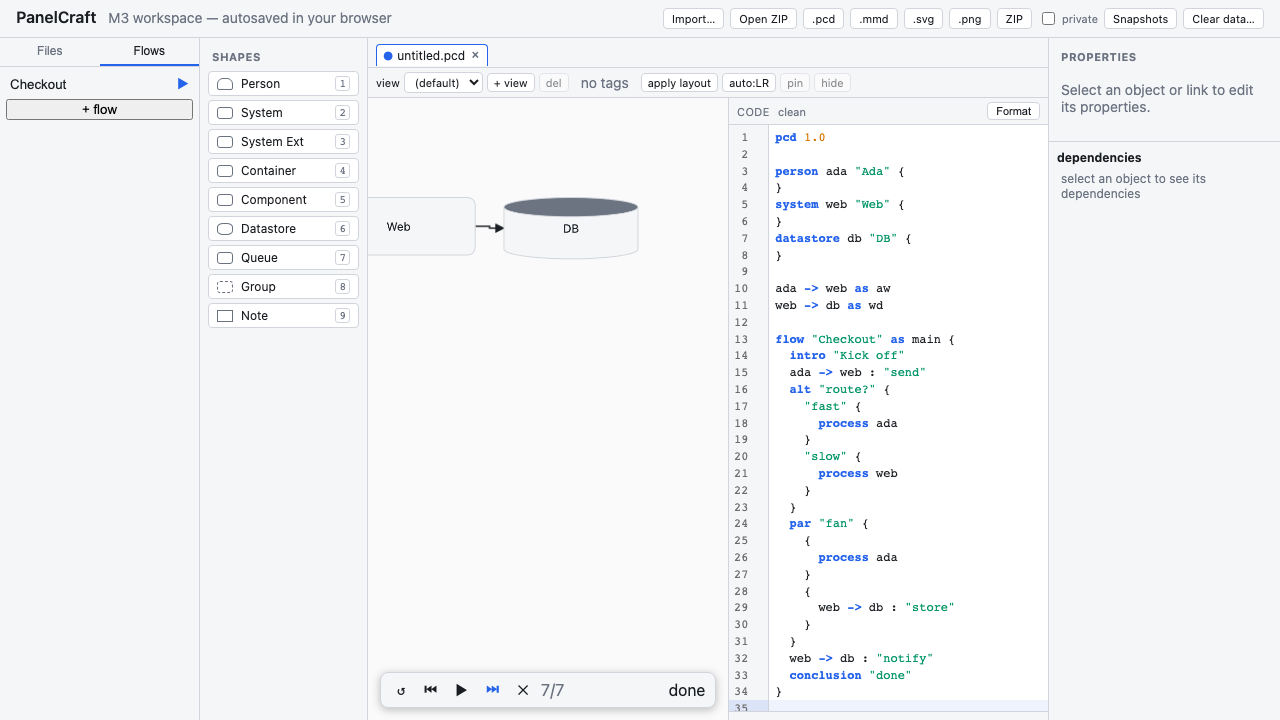 PanelCraft M3 workspace — autosaved in your browser Import... Open ZIP .pcd .mmd .svg .png ZIP private Snapshots Clear data...
Files Flows
Checkout
+ flow
SHAPES
Person 1
System 2
System Ext 3
Container 4
Component 5
Datastore 6
Queue 7
Group 8
Note 9
untitled.pcd ×
view (default) + view del no tags apply layout auto:LR pin hide
Web
DB
7/7 done
CODE clean Format
1 pcd 1.0
2
3 person ada "Ada" {
4 }
5 system web "Web" {
6 }
7 datastore db "DB" {
8 }
9
10 ada -> web as aw
11 web -> db as wd
12
13 flow "Checkout" as main {
14 intro "Kick off"
15 ada -> web : "send"
16 alt "route?" {
17 "fast" {
18 process ada
19 }
20 "slow" {
21 process web
22 }
23 }
24 par "fan" {
25 {
26 process ada
27 }
28 {
29 web -> db : "store"
30 }
31 }
32 web -> db : "notify"
33 conclusion "done"
34 }
35
PROPERTIES
Select an object or link to edit
its properties.
dependencies
select an object to see its
dependencies